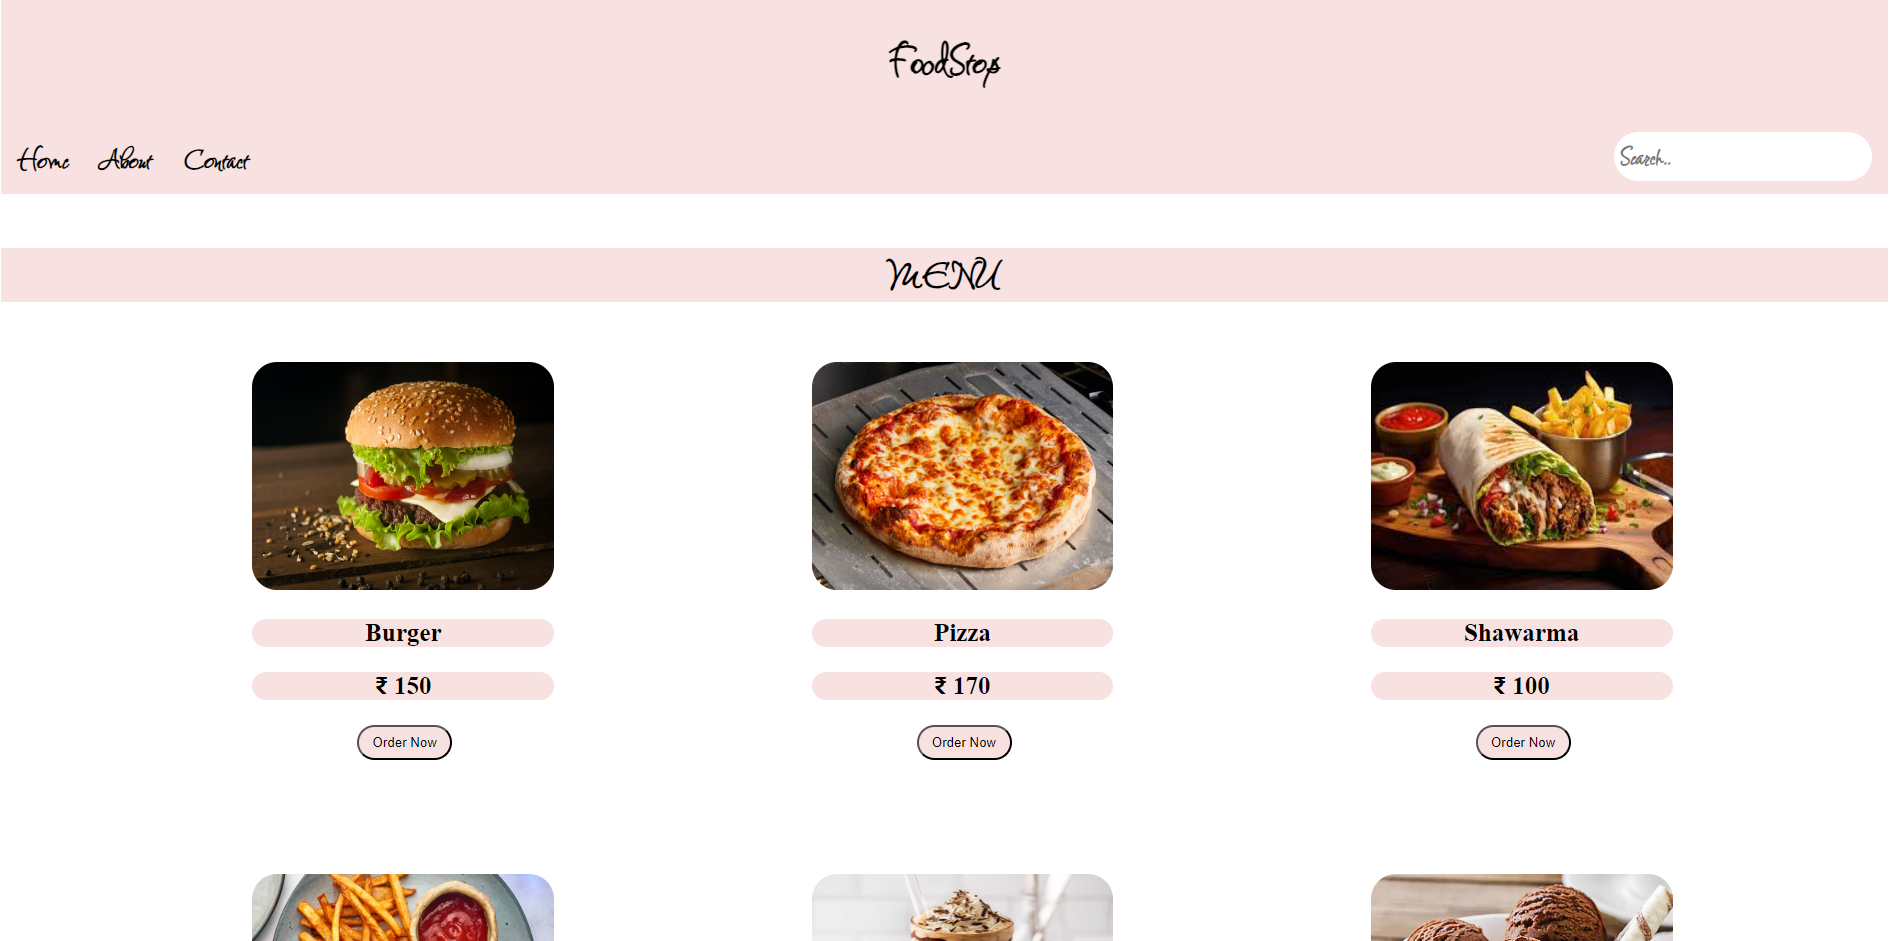 FoodStop
Home About Contact
Search..
MENU
Burger
₹ 150
Order Now
Pizza
₹ 170
Order Now
Shawarma
₹ 100
Order Now